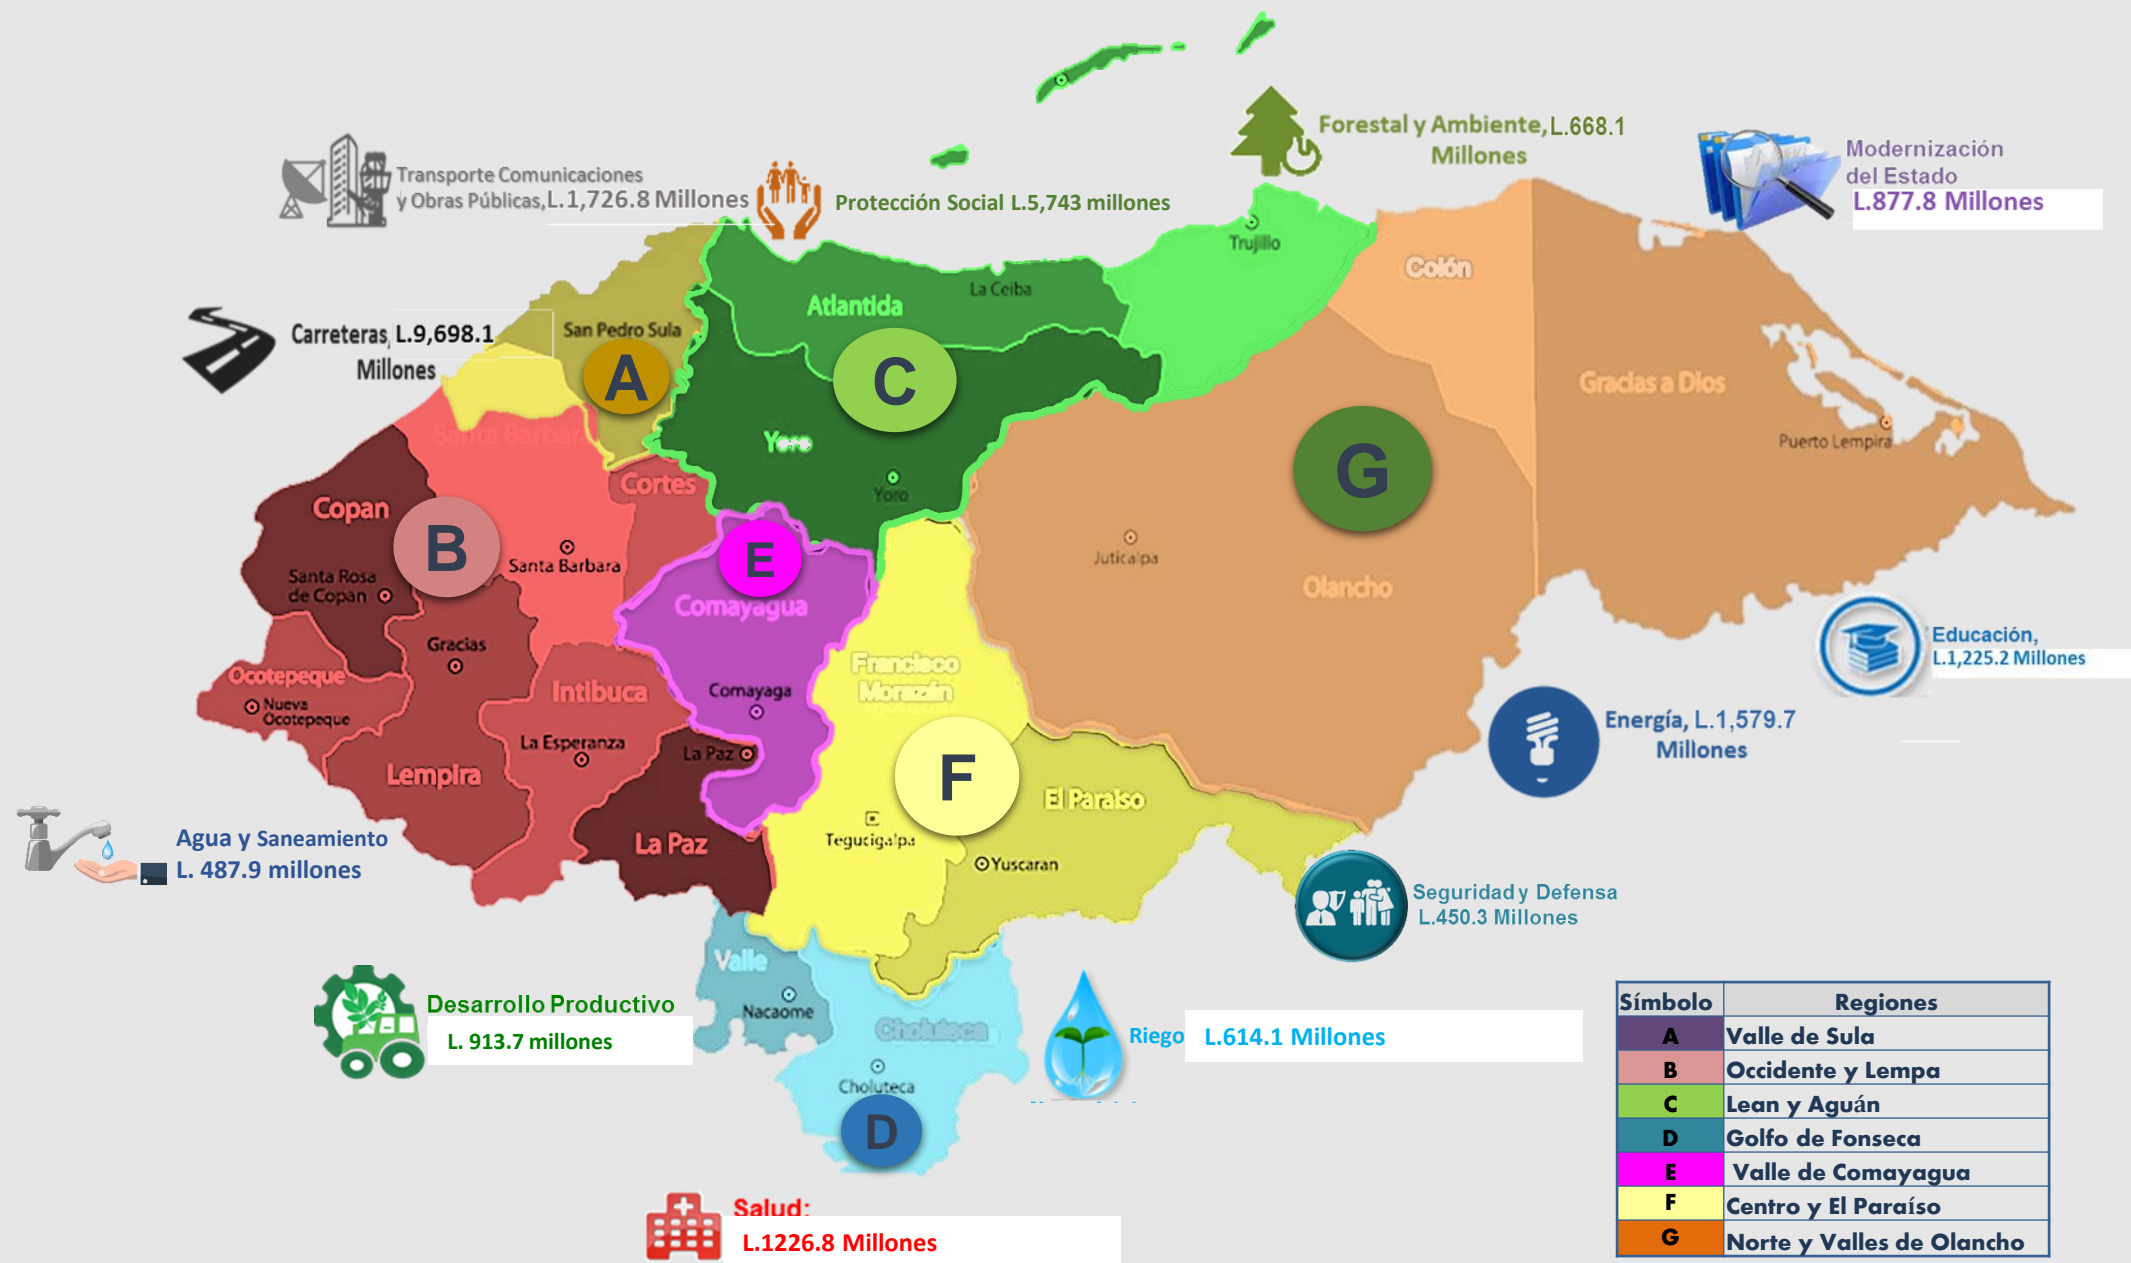 Forestal y Ambiente, L.668.1
Millones
Modernización
del Estado
L.877.8 Millones
Transporte Comunicaciones
y Obras Públicas, L.1,726.8 Millones
Protección Social L.5,743 millones
Trujillo
Colón
Atlantida
La Ceiba
Carreteras, L.9,698.1
Millones
San Pedro Sula
A
C
Gracias a Dios
Puerto Lempira
Santa Barbara
Yoro
Yoro
G
Cortes
Copan
B
Santa Barbara
E
Juticalpa
Olancho
Santa Rosa
de Copan
Comayagua
Gracias
Educación,
L.1,225.2 Millones
Ocotepeque
Nueva
Ocotepeque
Intibuca
Comayaga
Francisco
Morazán
Energía, L.1,579.7
Millones
La Esperanza
La Paz
Lempira
F
El Paraiso
Agua y Saneamiento
L. 487.9 millones
La Paz
Tegucigalpa
Yuscaran
Seguridad y Defensa
L.450.3 Millones
Valle
Nacaome
Choluteca
Choluteca
D
Desarrollo Productivo
L. 913.7 millones
Riego L.614.1 Millones
Salud:
L.1226.8 Millones
Símbolo Regiones
A Valle de Sula
B Occidente y Lempa
C Lean y Aguán
D Golfo de Fonseca
E Valle de Comayagua
F Centro y El Paraíso
G Norte y Valles de Olancho